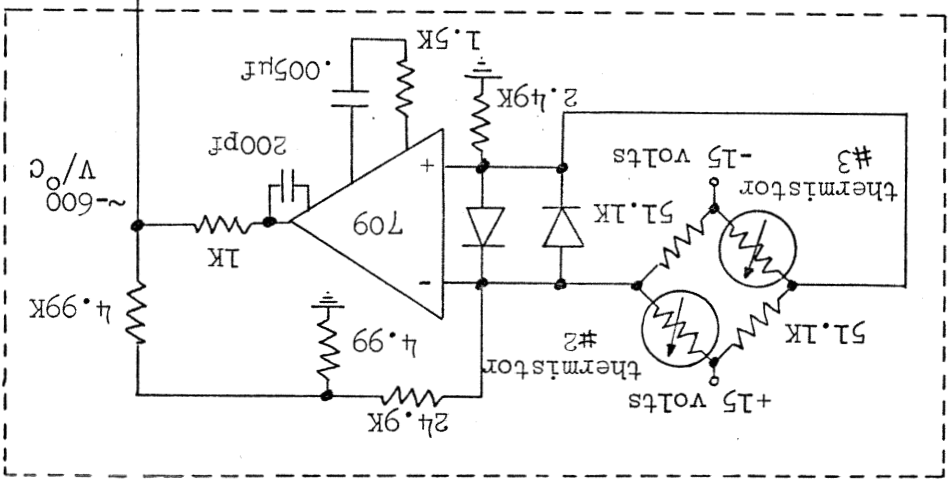 24.9K
+15 volts
thermistor
#2
4.99
51.1K
4.99K
-
1K
709
51.1K
~-600
V/°C
thermistor
#3
-15 volts
+
200pf
2.49K
.005µf
1.5K